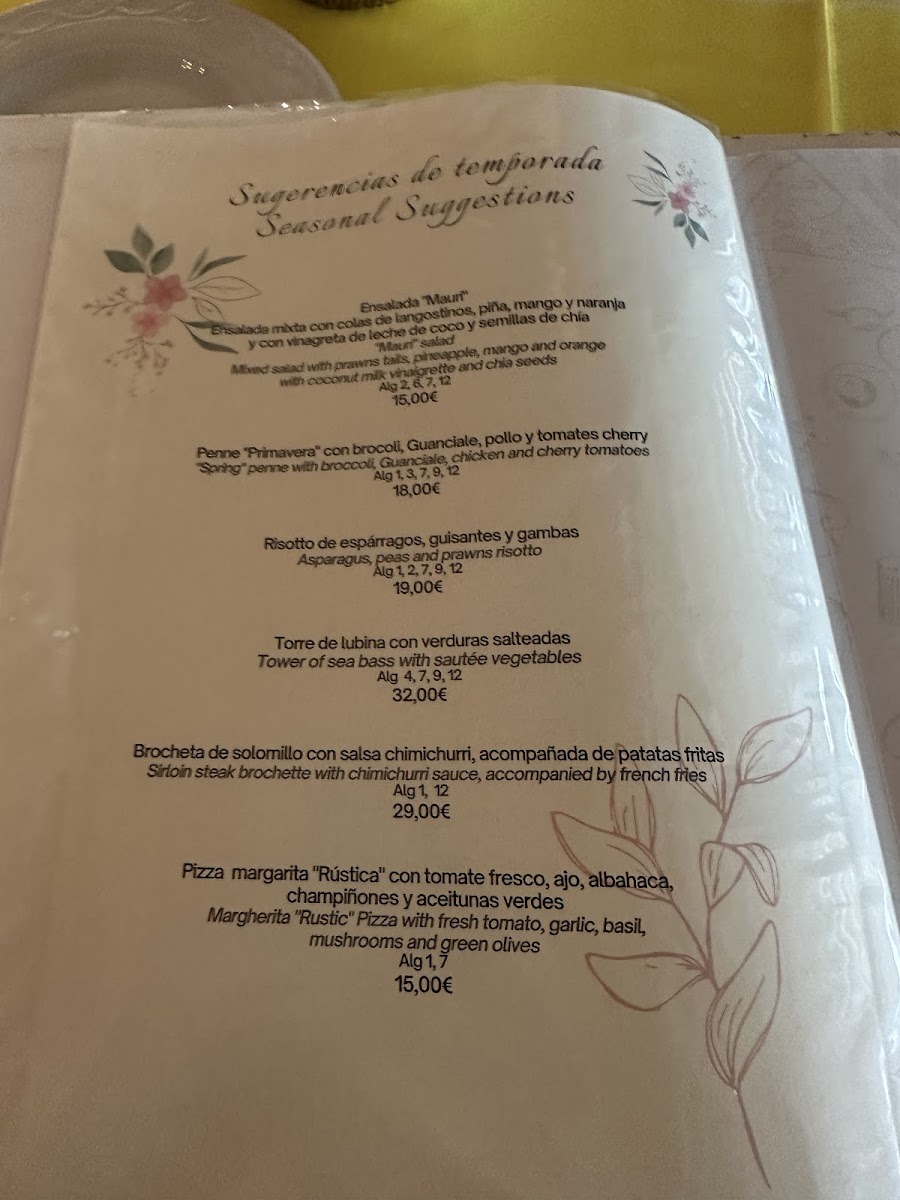 Sugerencias de temporada
Seasonal Suggestions
Ensalada "Mauri"
Ensalada mixta con colas de langostinos, piña, mango y naranja
y con vinagreta de leche de coco y semillas de chía
"Mauri" salad
Mixed salad with prawns tails, pineapple, mango and orange
with coconut milk vinaigrette and chia seeds
Alg 2, 6, 7, 12
15,00€
Penne "Primavera" con brocoli, Guanciale, pollo y tomates cherry
"Spring" penne with broccoli, Guanciale, chicken and cherry tomatoes
Alg 1, 3, 7, 9, 12
18,00€
Risotto de espárragos, guisantes y gambas
Asparagus, peas and prawns risotto
Alg 1, 2, 7, 9, 12
19,00€
Torre de lubina con verduras salteadas
Tower of sea bass with sautée vegetables
Alg 4, 7, 9, 12
32,00€
Brocheta de solomillo con salsa chimichurri, acompañada de patatas fritas
Sirloin steak brochette with chimichurri sauce, accompanied by french fries
Alg 1, 12
29,00€
Pizza margarita "Rústica" con tomate fresco, ajo, albahaca,
champiñones y aceitunas verdes
Margherita "Rustic" Pizza with fresh tomato, garlic, basil,
mushrooms and green olives
Alg 1, 7
15,00€